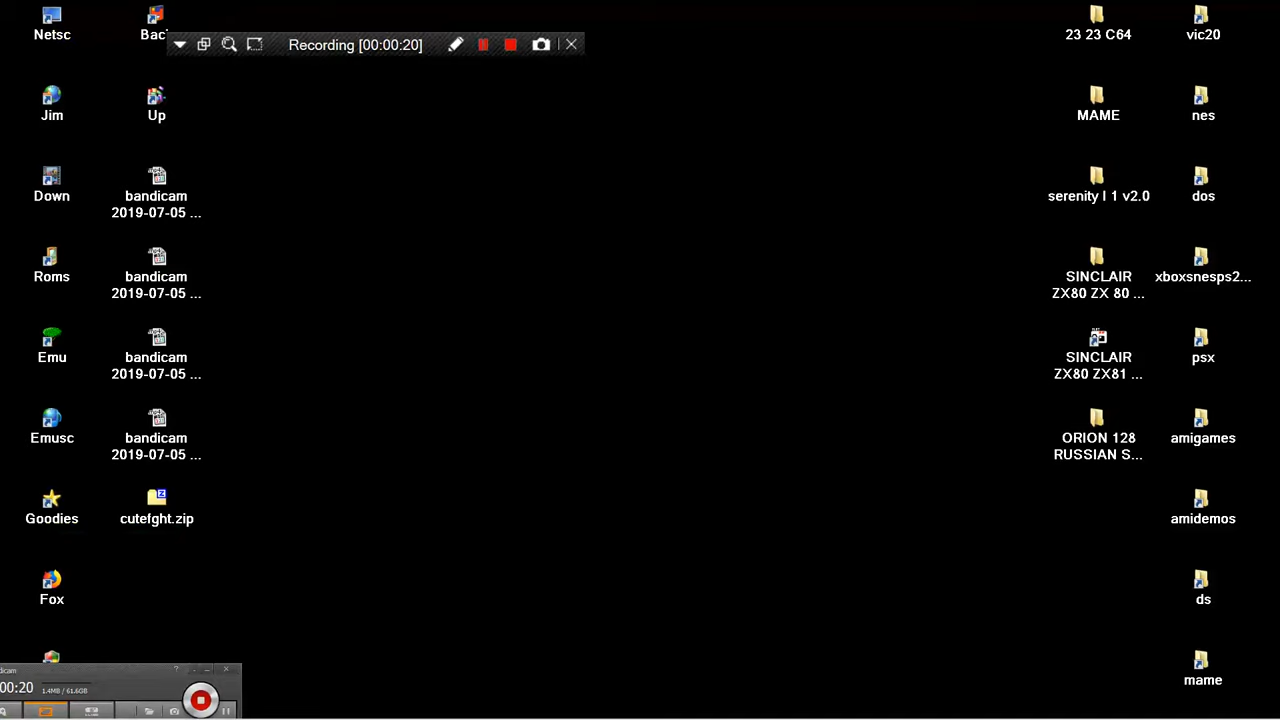 Netsc
Bac
Recording [00:00:20]
23 23 C64
vic20
Jim
Up
MAME
nes
Down
bandicam
2019-07-05 ...
serenity I 1 v2.0
dos
Roms
bandicam
2019-07-05 ...
SINCLAIR
ZX80 ZX 80 ...
xboxsnesps2...
Emu
bandicam
2019-07-05 ...
SINCLAIR
ZX80 ZX81 ...
psx
Emusc
bandicam
2019-07-05 ...
ORION 128
RUSSIAN S...
amigames
Goodies
cutefght.zip
amidemos
Fox
ds
dicam
00:20
1.4MB / 61.6GB
mame